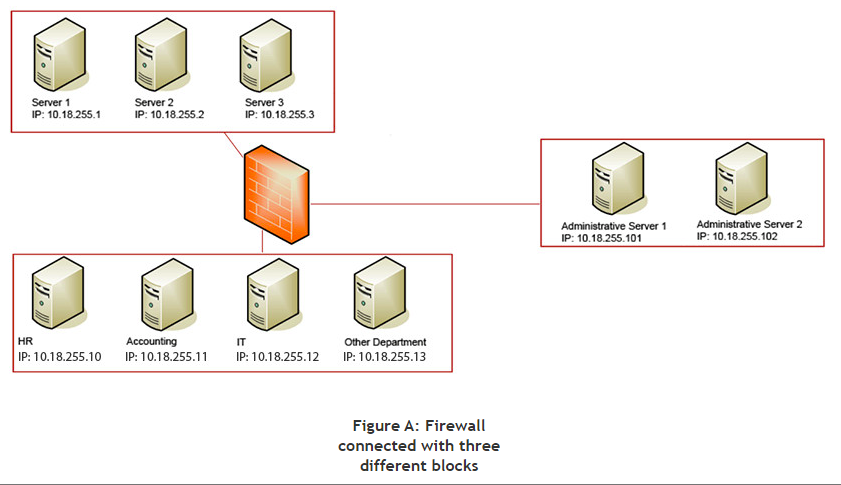 Server 1
IP: 10.18.255.1
Server 2
IP: 10.18.255.2
Server 3
IP: 10.18.255.3
Administrative Server 1
IP: 10.18.255.101
Administrative Server 2
IP: 10.18.255.102
HR
IP: 10.18.255.10
Accounting
IP: 10.18.255.11
IT
IP: 10.18.255.12
Other Department
IP: 10.18.255.13
Figure A: Firewall
connected with three
different blocks